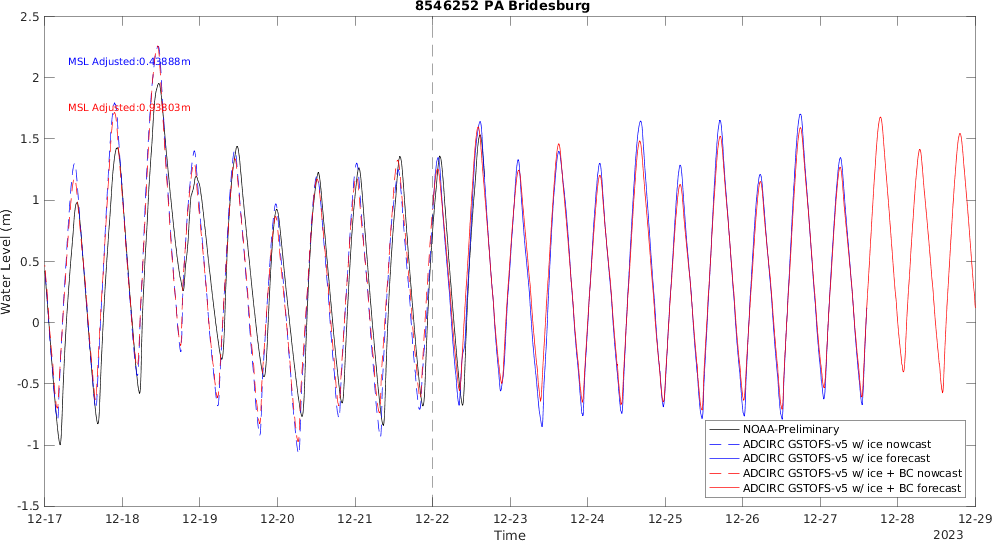 8546252 PA Bridesburg
2.5
2
1.5
1
0.5
0
-0.5
-1
-1.5
Water Level (m)
MSL Adjusted:0.43888m
MSL Adjusted:0.93803m
NOAA-Preliminary
ADCIRC GSTOFS-v5 w/ ice nowcast
ADCIRC GSTOFS-v5 w/ ice forecast
ADCIRC GSTOFS-v5 w/ ice + BC nowcast
ADCIRC GSTOFS-v5 w/ ice + BC forecast
12-17 12-18 12-19 12-20 12-21 12-22 12-23 12-24 12-25 12-26 12-27 12-28 12-29
Time
2023